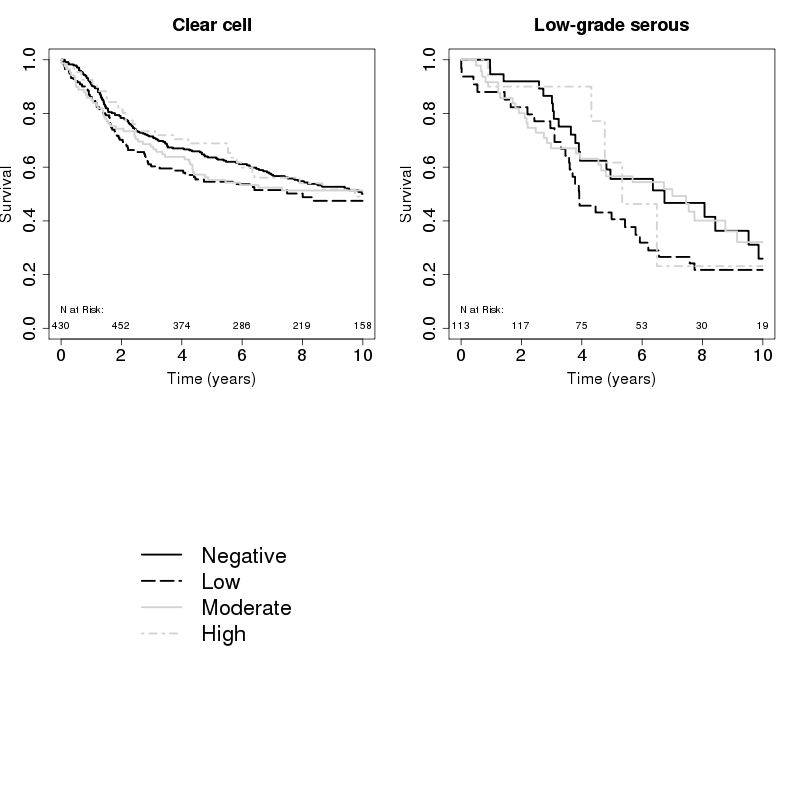 Clear cell
Low-grade serous
Survival
1.0
0.8
0.6
0.4
0.2
0.0
N at Risk:
430 452 374 286 219 158
0 2 4 6 8 10
Time (years)
Survival
1.0
0.8
0.6
0.4
0.2
0.0
N at Risk:
113 117 75 53 30 19
0 2 4 6 8 10
Time (years)
Negative
Low
Moderate
High